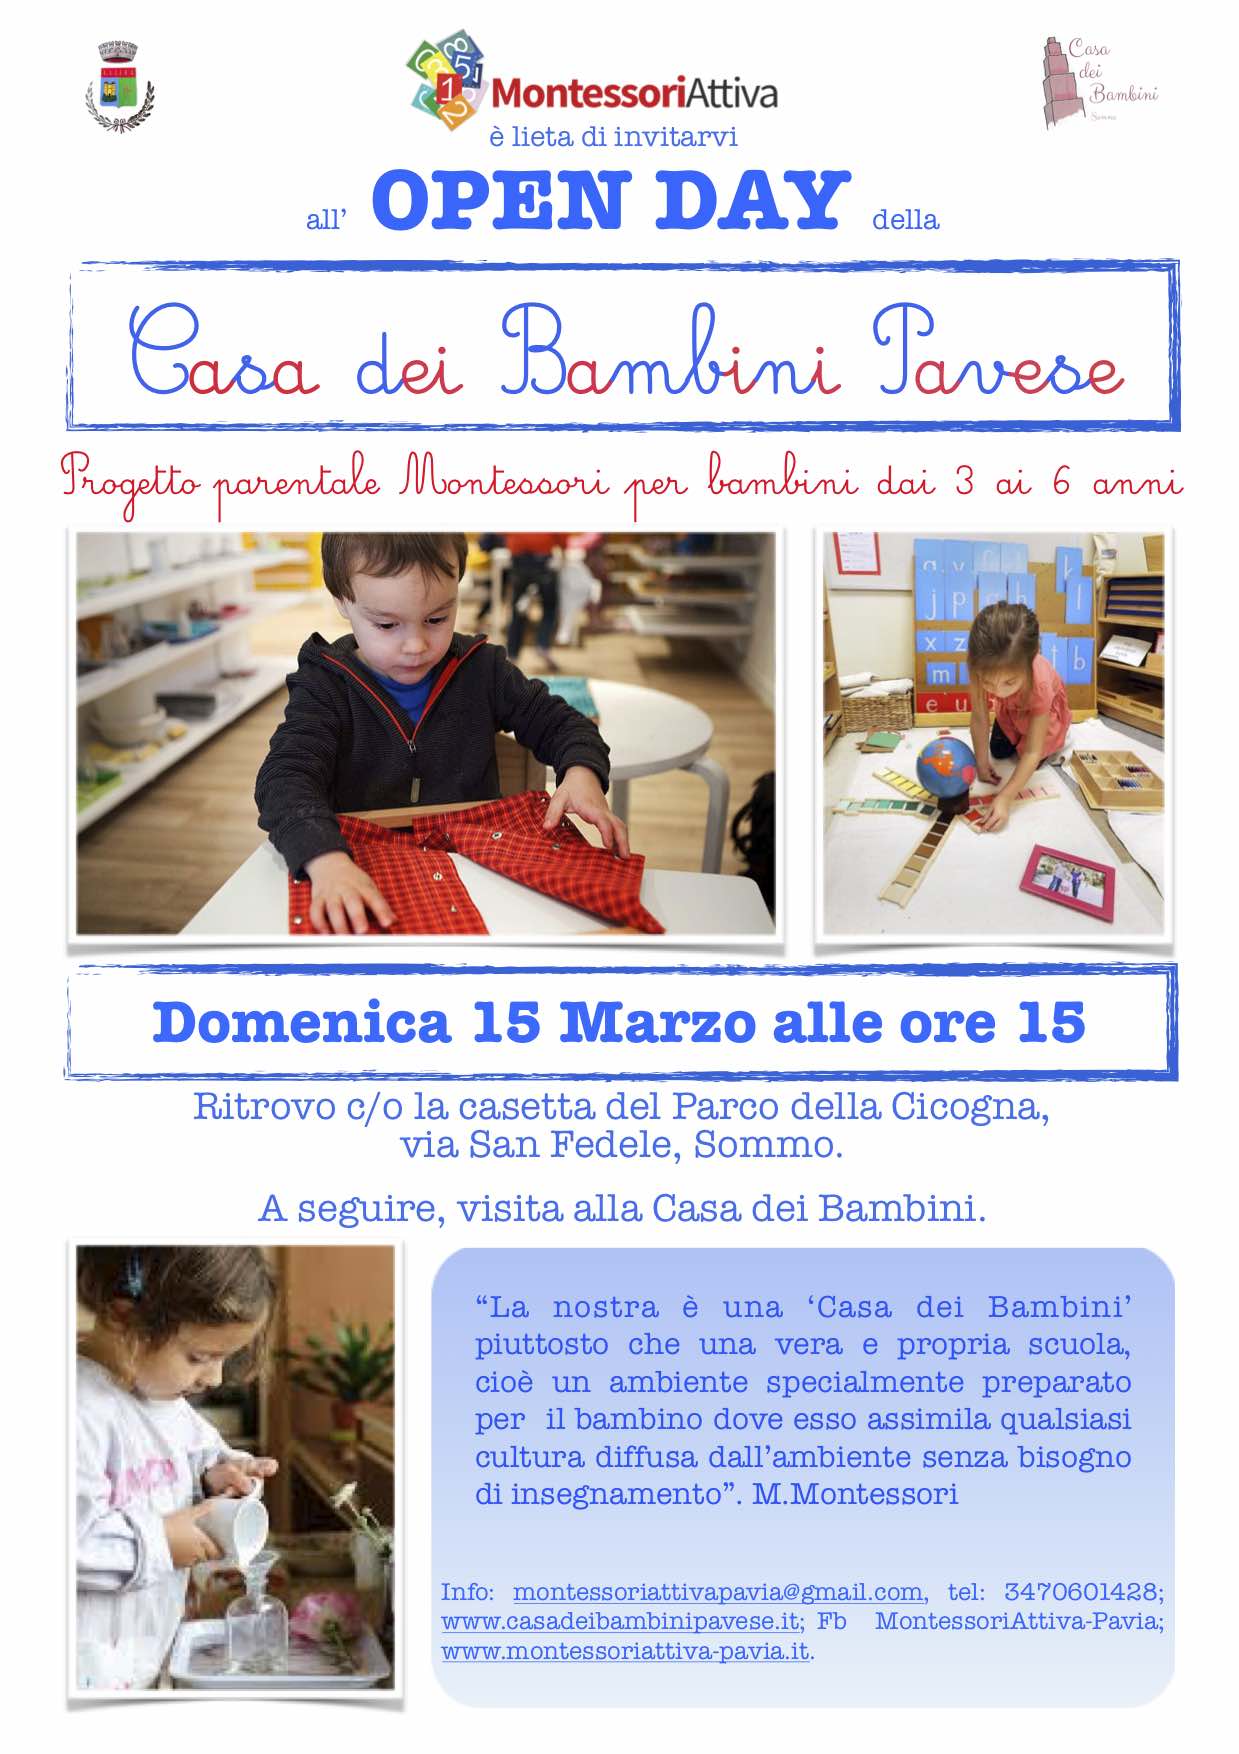 MontessoriAttiva
Casa
dei
Bambini
Sommo
è lieta di invitarvi
all’ OPEN DAY della
Casa dei Bambini Pavese
Progetto parentale Montessori per bambini dai 3 ai 6 anni
Domenica 15 Marzo alle ore 15
Ritrovo c/o la casetta del Parco della Cicogna,
via San Fedele, Sommo.
A seguire, visita alla Casa dei Bambini.
“La nostra è una ‘Casa dei Bambini’
piuttosto che una vera e propria scuola,
cioè un ambiente specialmente preparato
per il bambino dove esso assimila qualsiasi
cultura diffusa dall’ambiente senza bisogno
di insegnamento”. M.Montessori
Info: montessoriattivapavia@gmail.com, tel: 3470601428;
www.casadeibambinipavese.it; Fb MontessoriAttiva-Pavia;
www.montessoriattiva-pavia.it.